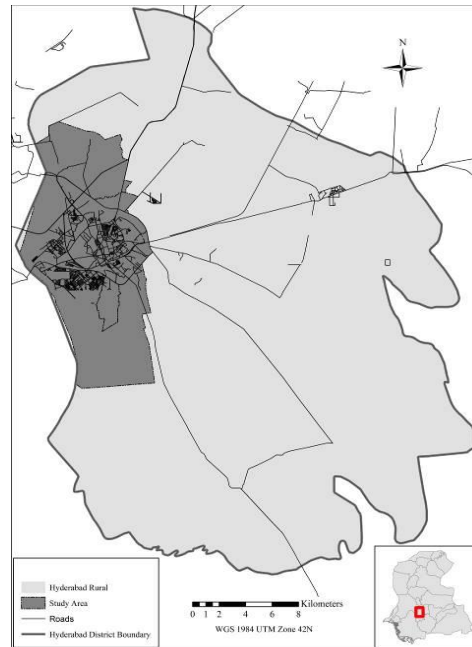 N
Hyderabad Rural
Study Area
Roads
Hyderabad District Boundary
Kilometers
0 1 2 4 6 8
WGS 1984 UTM Zone 42N